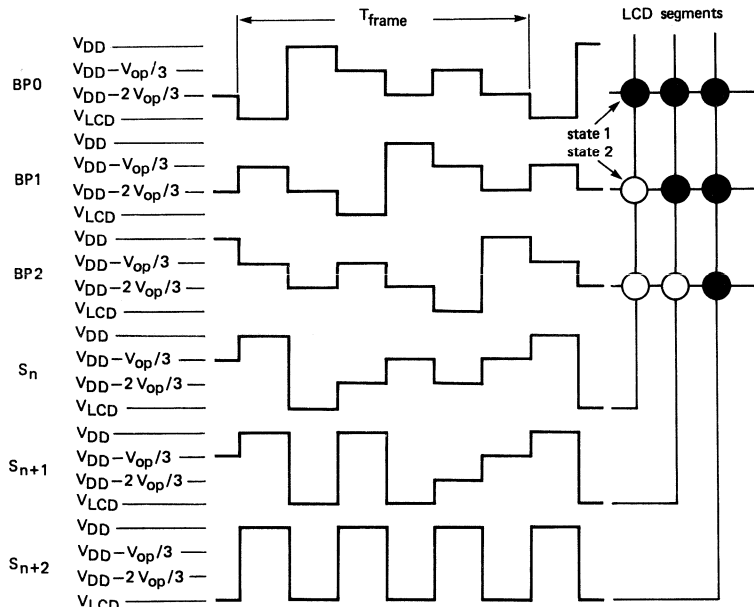 Tframe
LCD segments
BP0
VDD
VDD−Vop/3
VDD−2 Vop/3
VLCD
state 1
state 2
BP1
VDD
VDD−Vop/3
VDD−2 Vop/3
VLCD
BP2
VDD
VDD−Vop/3
VDD−2 Vop/3
VLCD
Sn
VDD
VDD−Vop/3
VDD−2 Vop/3
VLCD
Sn+1
VDD
VDD−Vop/3
VDD−2 Vop/3
VLCD
Sn+2
VDD
VDD−Vop/3
VDD−2 Vop/3
VLCD